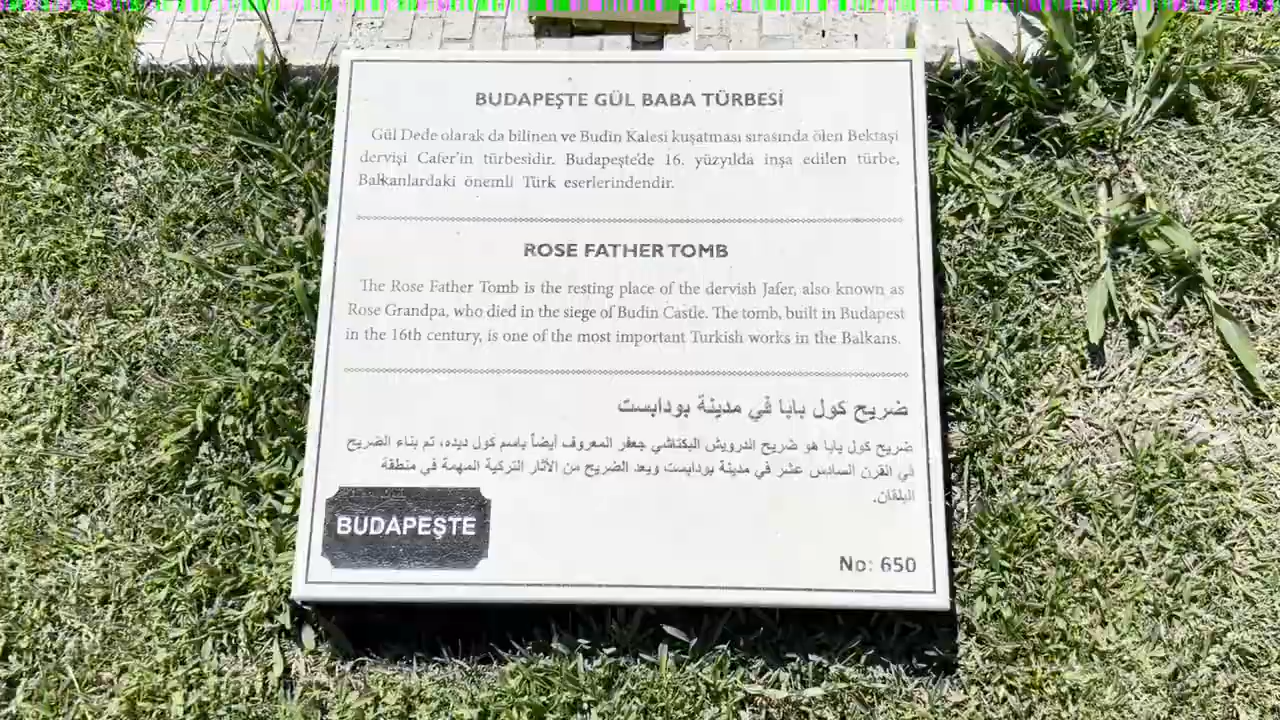 BUDAPEŞTE GÜL BABA TÜRBESİ
Gül Dede olarak da bilinen ve Budin Kalesi kuşatması sırasında ölen Bektaşi
dervişi Cafer'in türbesidir. Budapeşte'de 16. yüzyılda inşa edilen türbe,
Balkanlardaki önemli Türk eserlerindendir.
ROSE FATHER TOMB
The Rose Father Tomb is the resting place of the dervish Jafer, also known as
Rose Grandpa, who died in the siege of Budin Castle. The tomb, built in Budapest
in the 16th century, is one of the most important Turkish works in the Balkans.
ضريح كول بابا في مدينة بودابست
ضريح كول بابا هو ضريح الدرويش البكتاشي جعفر المعروف أيضاً باسم كول ديده، تم بناء الضريح
في القرن السادس عشر في مدينة بودابست ويعد الضريح من الآثار التركية المهمة في منطقة
البلقان.
BUDAPEŞTE
No: 650